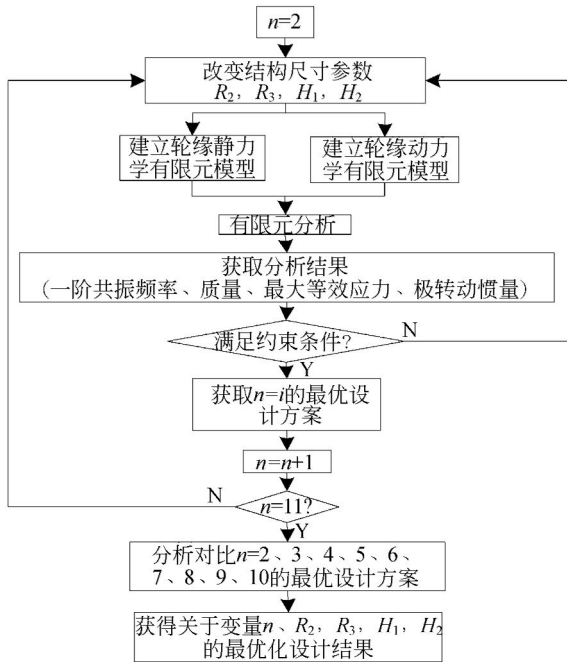 n=2
改变结构尺寸参数
R₂，R₃，H₁，H₂
建立轮缘静力
学有限元模型
建立轮缘动力
学有限元模型
有限元分析
获取分析结果
（一阶共振频率、质量、最大等效应力、极转动惯量）
满足约束条件?
N
Y
获取n=i的最优设
计方案
n=n+1
N
n=11?
Y
分析对比n=2、3、4、5、6、
7、8、9、10的最优设计方案
获得关于变量n、R₂，R₃，H₁，H₂
的最优化设计结果